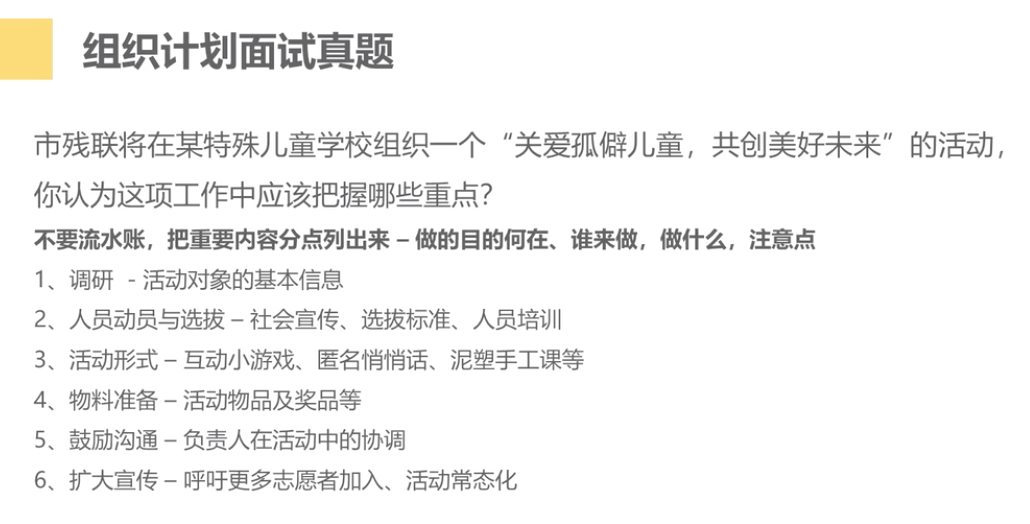 组织计划面试真题
市残联将在某特殊儿童学校组织一个“关爱孤僻儿童，共创美好未来”的活动，
你认为这项工作中应该把握哪些重点？
不要流水账，把重要内容分点列出来 – 做的目的何在、谁来做，做什么，注意点
1、调研 - 活动对象的基本信息
2、人员动员与选拔 – 社会宣传、选拔标准、人员培训
3、活动形式 – 互动小游戏、匿名悄悄话、泥塑手工课等
4、物料准备 – 活动物品及奖品等
5、鼓励沟通 – 负责人在活动中的协调
6、扩大宣传 – 呼吁更多志愿者加入、活动常态化